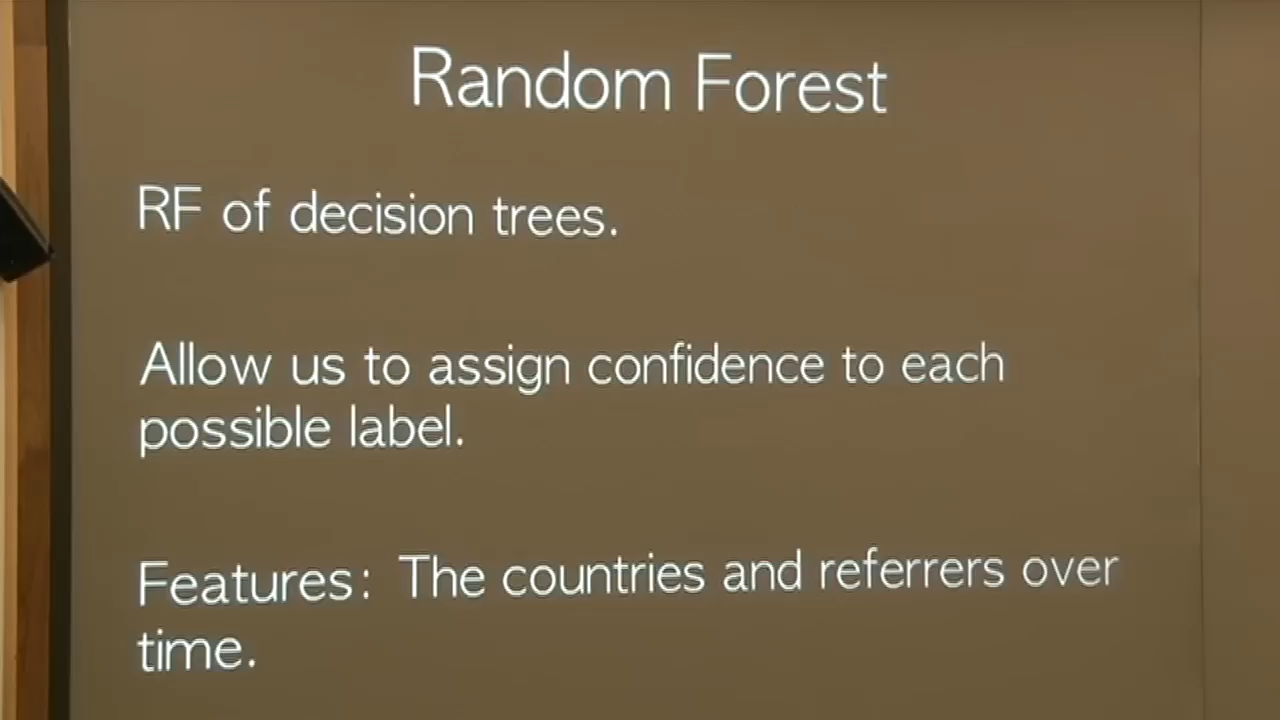 Random Forest
RF of decision trees.
Allow us to assign confidence to each
possible label.
Features: The countries and referrers over
time.